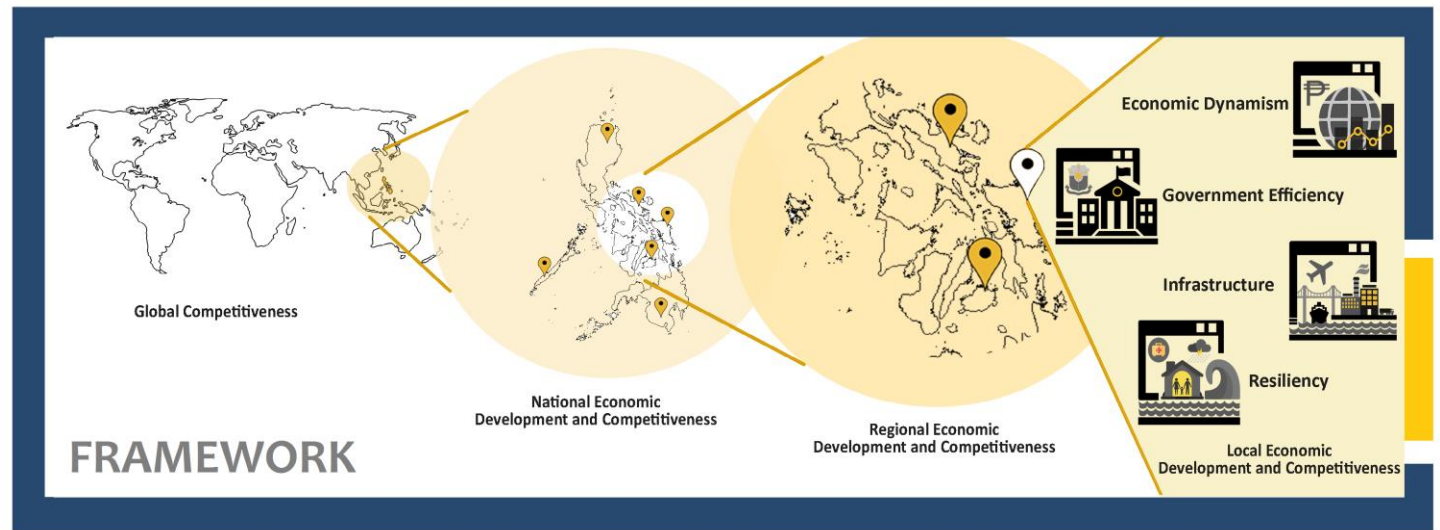 Global Competitiveness
National Economic
Development and Competitiveness
Regional Economic
Development and Competitiveness
Economic Dynamism
₱
Government Efficiency
Infrastructure
Resiliency
Local Economic
Development and Competitiveness
FRAMEWORK